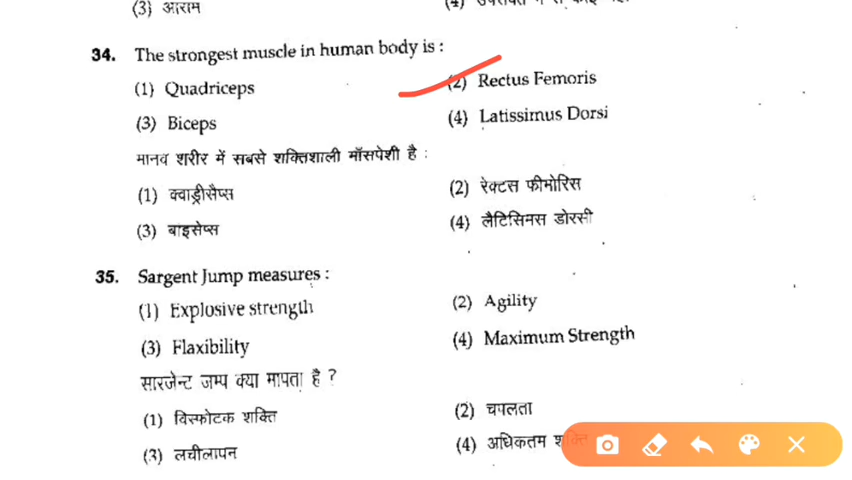 (3) आराम
(4)
34. The strongest muscle in human body is :
(1) Quadriceps (2) Rectus Femoris
(3) Biceps (4) Latissimus Dorsi
मानव शरीर में सबसे शक्तिशाली माँसपेशी है :
(1) क्वाड्रीसैप्स (2) रेक्टस फीमोरिस
(3) बाइसेप्स (4) लैटिसिमस डोरसी
35. Sargent Jump measures :
(1) Explosive strength (2) Agility
(3) Flaxibility (4) Maximum Strength
सारजेन्ट जम्प क्या मापता है ?
(1) विस्फोटक शक्ति (2) चपलता
(3) लचीलापन (4) अधिकतम